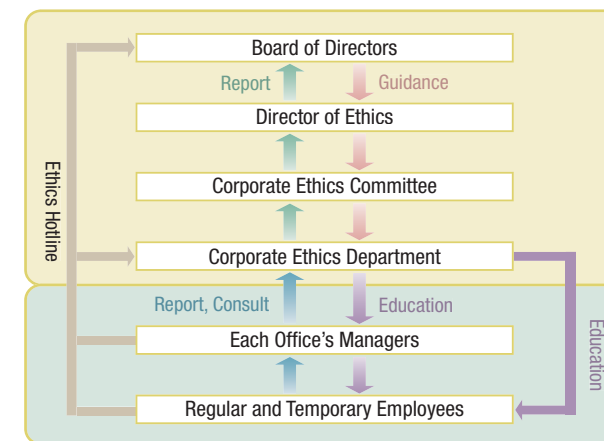 Board of Directors
Report
Guidance
Director of Ethics
Corporate Ethics Committee
Ethics Hotline
Corporate Ethics Department
Report, Consult
Education
Each Office's Managers
Education
Regular and Temporary Employees